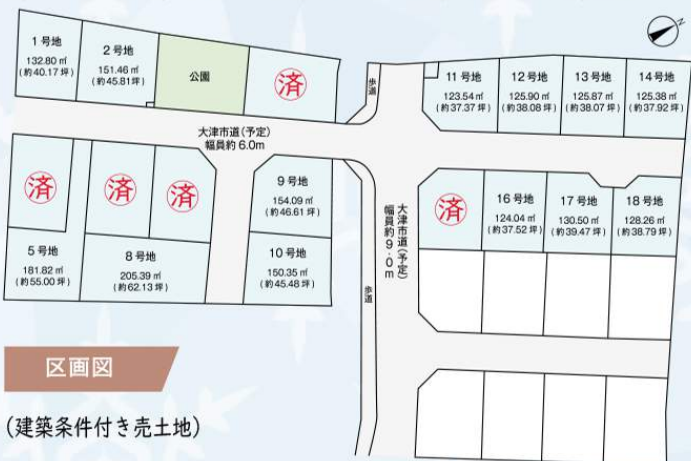 1号地
132.80㎡
(約40.17坪)
2号地
151.46㎡
(約45.81坪)
公園
済
歩道
11号地
123.54㎡
(約37.37坪)
12号地
125.90㎡
(約38.08坪)
13号地
125.87㎡
(約38.07坪)
14号地
125.38㎡
(約37.92坪)
N
大津市道(予定)
幅員約6.0m
済
済
済
5号地
181.82㎡
(約55.00坪)
8号地
205.39㎡
(約62.13坪)
9号地
154.09㎡
(約46.61坪)
10号地
150.35㎡
(約45.48坪)
大津市道(予定)
幅員約9.0m
歩道
済
16号地
124.04㎡
(約37.52坪)
17号地
130.50㎡
(約39.47坪)
18号地
128.26㎡
(約38.79坪)
区画図
(建築条件付き売土地)